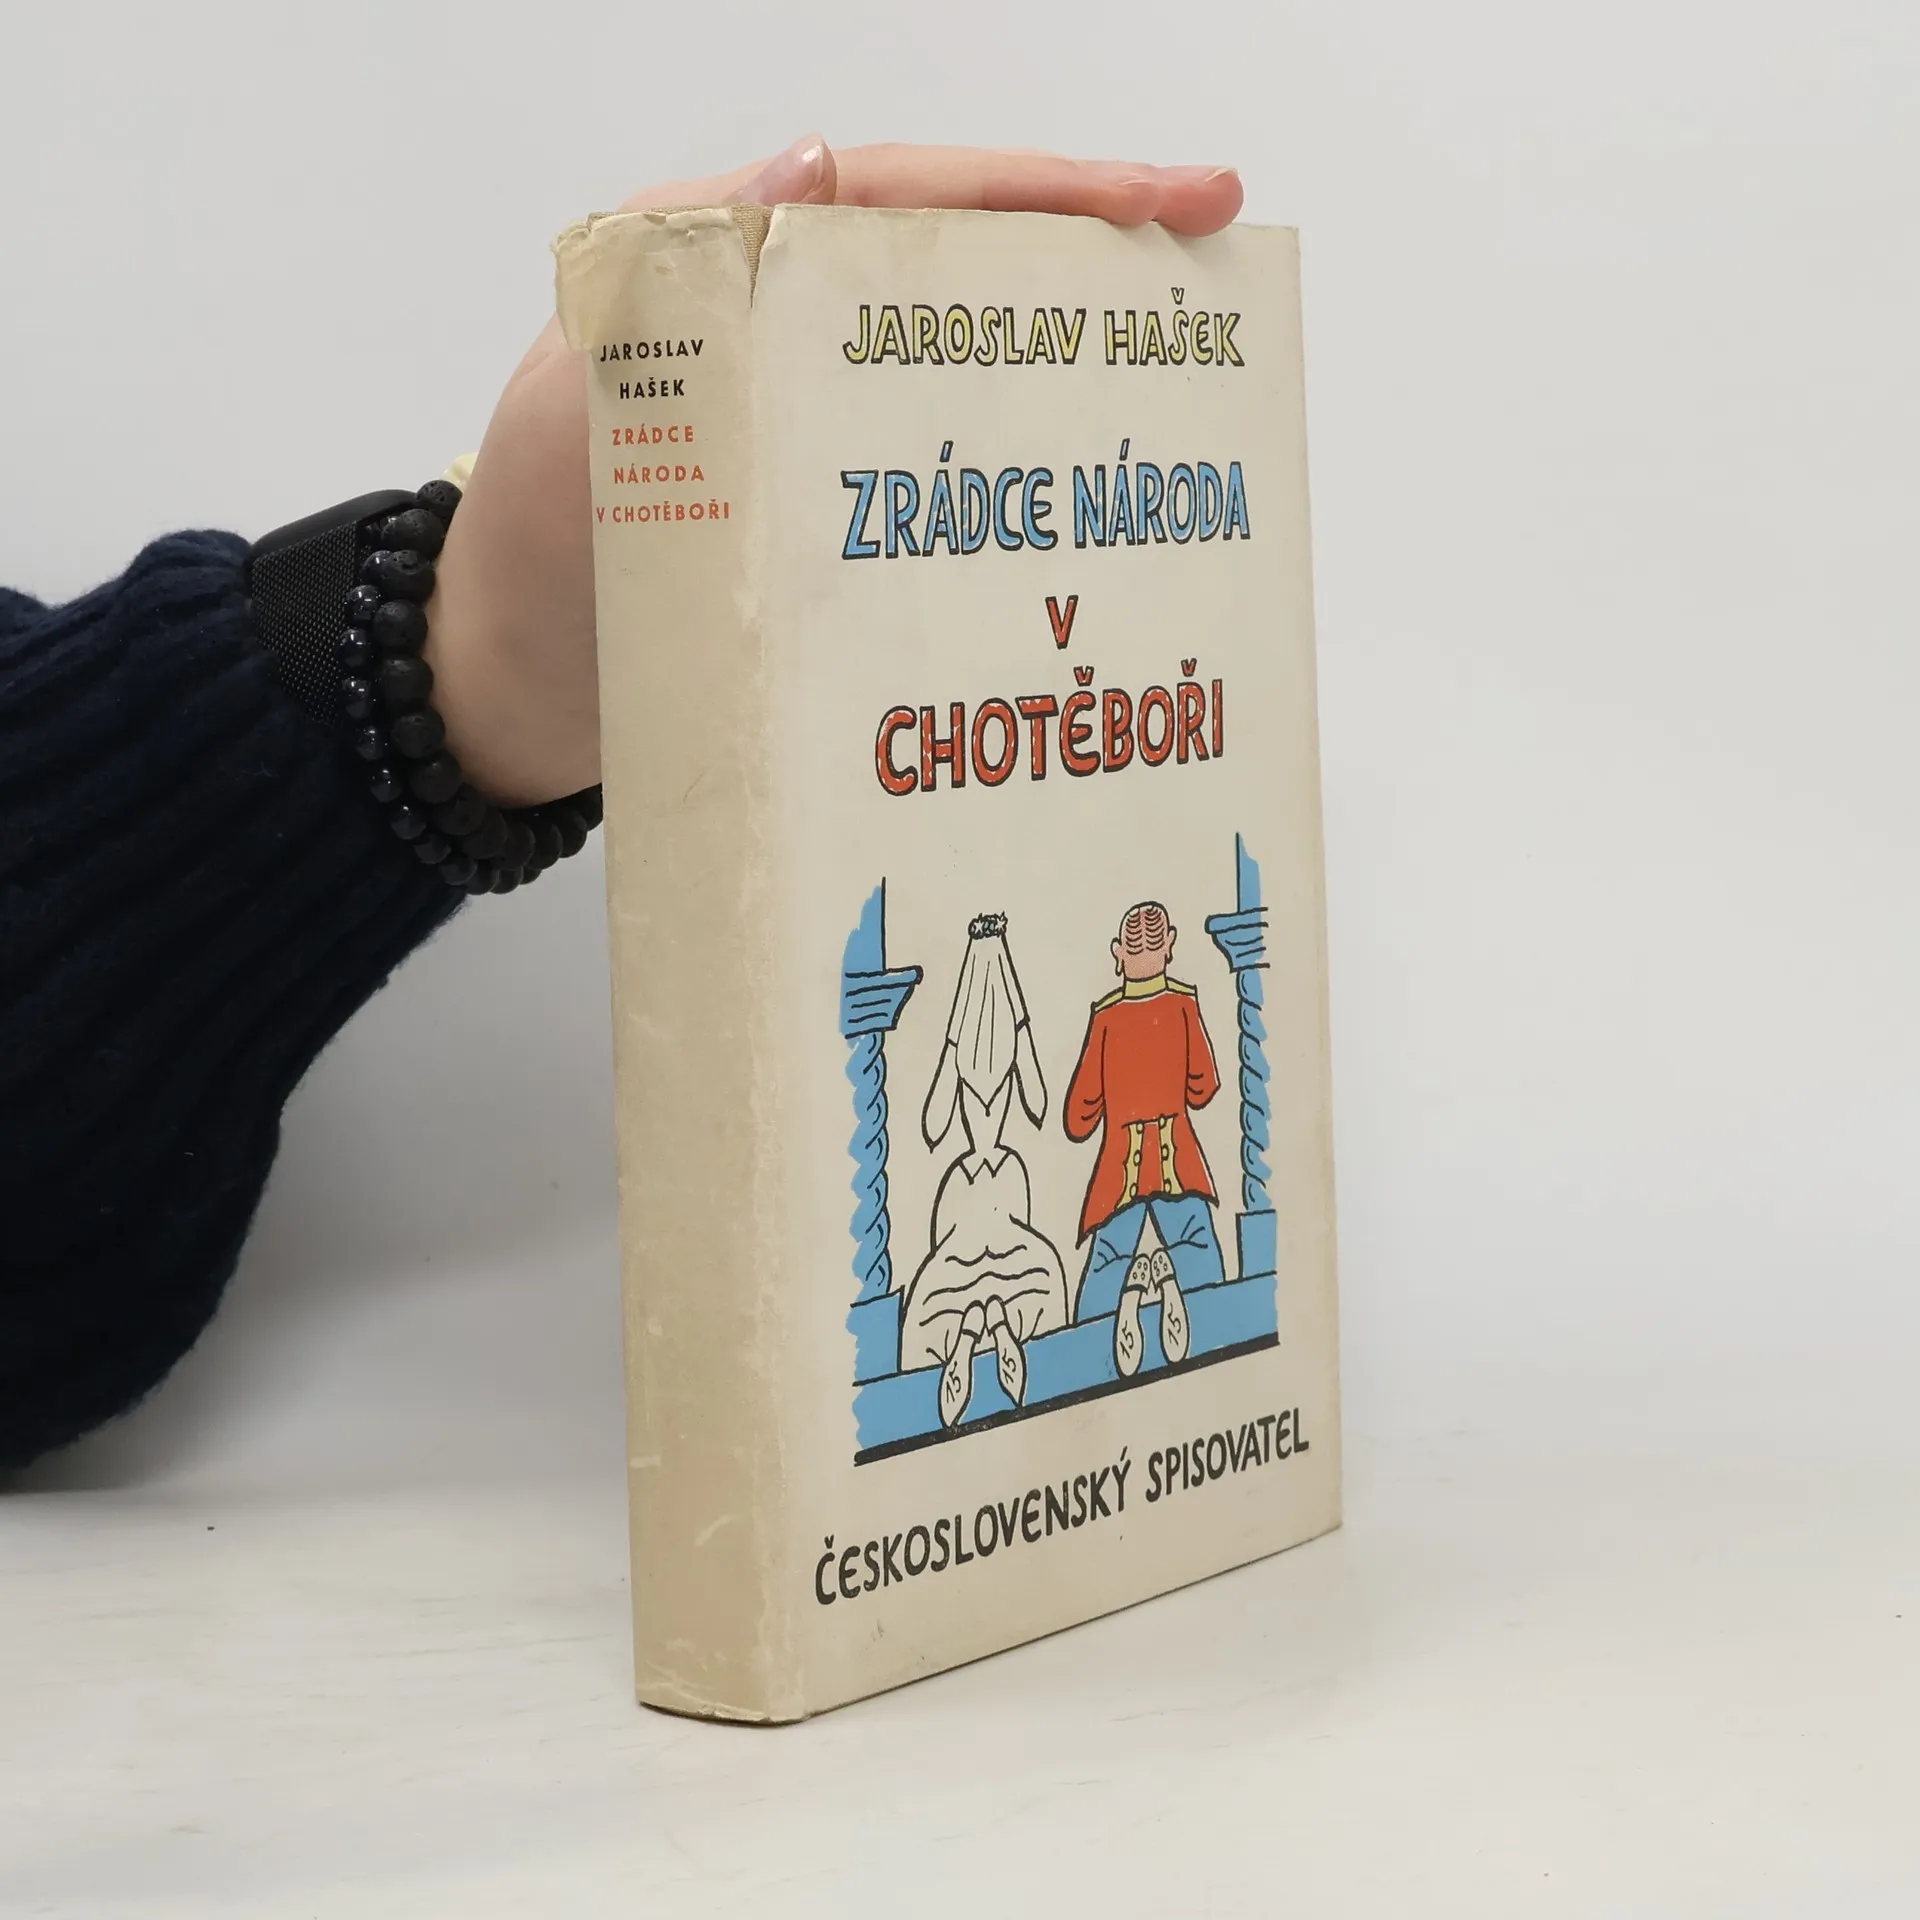 JAROSLAV
HAŠEK
ZRÁDCE
NÁRODA
V CHOTĚBOŘI
JAROSLAV HAŠEK
ZRÁDCE NÁRODA
V
CHOTĚBOŘI
15 15 15 15
ČESKOSLOVENSKÝ SPISOVATEL